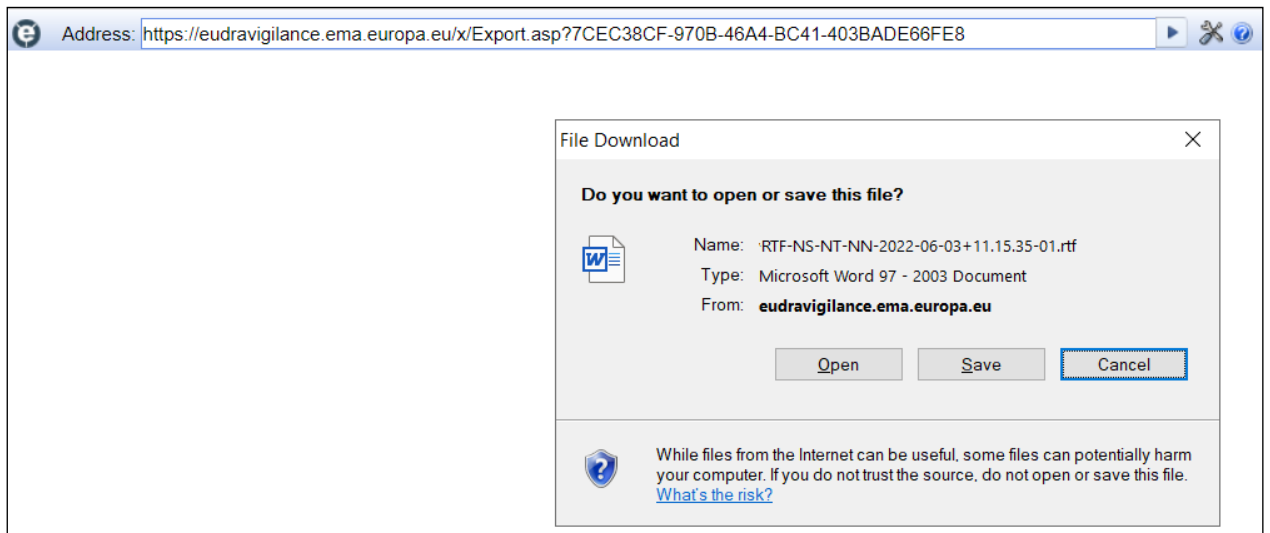 Address: https://eudravigilance.ema.europa.eu/x/Export.asp?7CEC38CF-970B-46A4-BC41-403BADE66FE8
File Download
Do you want to open or save this file?
Name: RTF-NS-NT-NN-2022-06-03+11.15.35-01.rtf
Type: Microsoft Word 97 - 2003 Document
From: eudravigilance.ema.europa.eu
Open Save Cancel
While files from the Internet can be useful, some files can potentially harm
your computer. If you do not trust the source, do not open or save this file.
What's the risk?